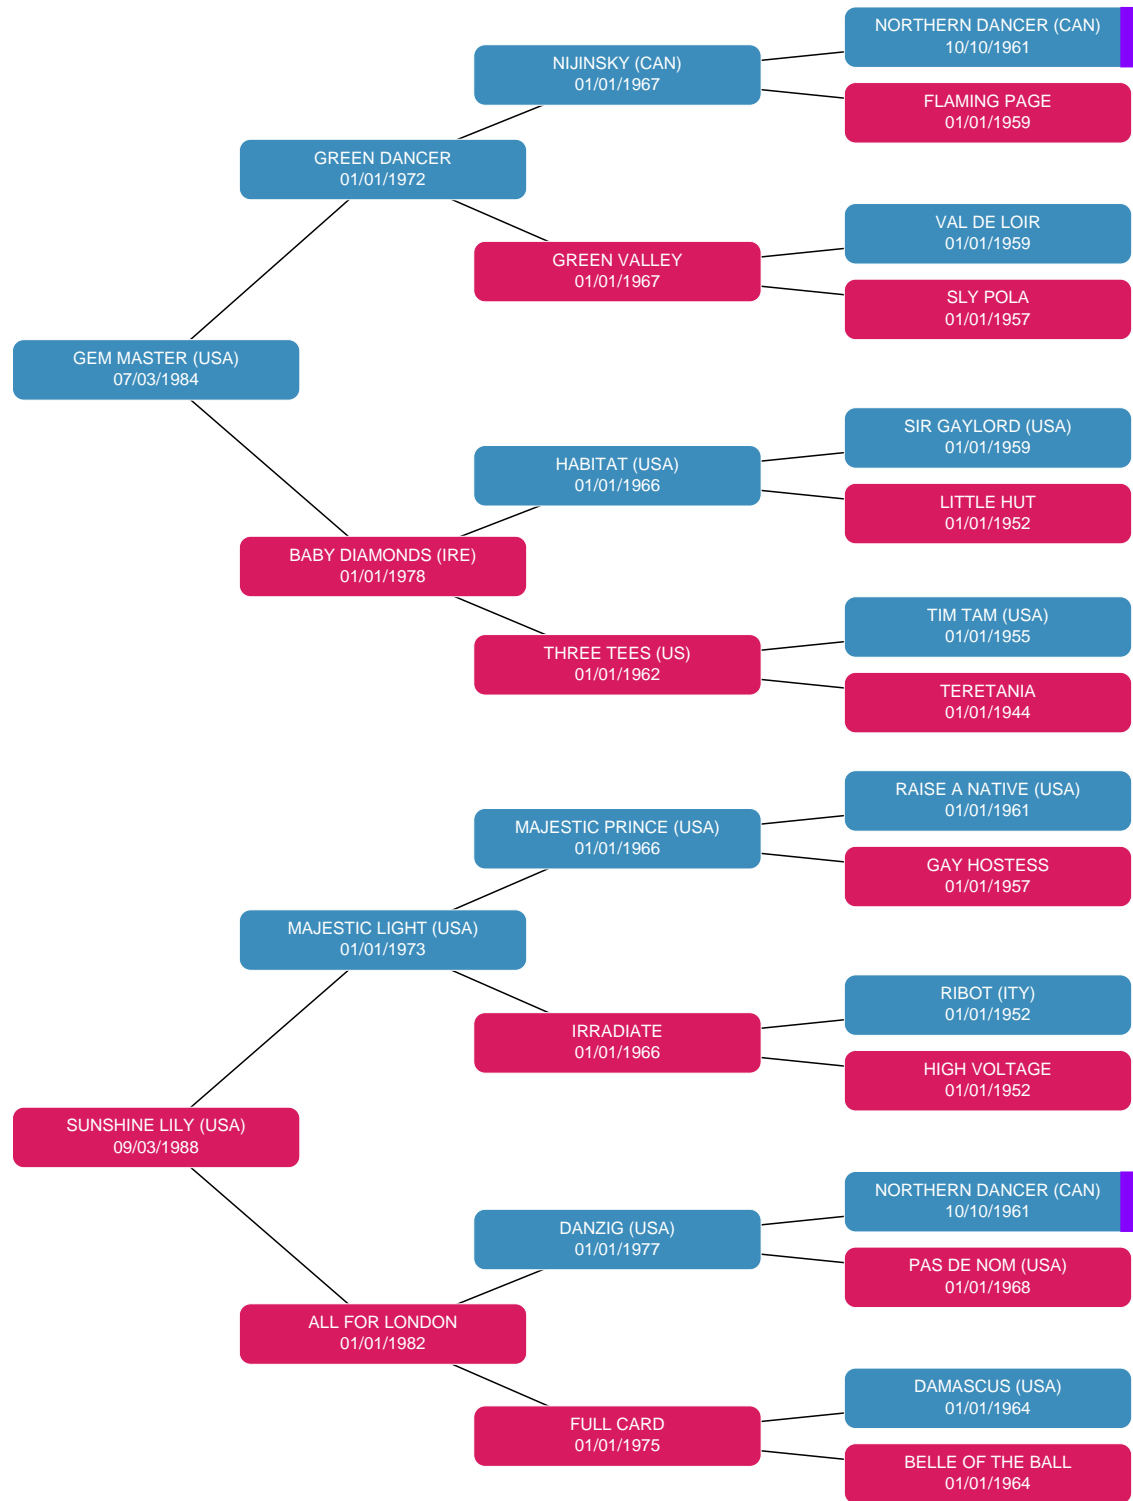 NORTHERN DANCER (CAN)
10/10/1961
NIJINSKY (CAN)
01/01/1967
FLAMING PAGE
01/01/1959
GREEN DANCER
01/01/1972
VAL DE LOIR
01/01/1959
GREEN VALLEY
01/01/1967
SLY POLA
01/01/1957
GEM MASTER (USA)
07/03/1984
SIR GAYLORD (USA)
01/01/1959
HABITAT (USA)
01/01/1966
LITTLE HUT
01/01/1952
BABY DIAMONDS (IRE)
01/01/1978
TIM TAM (USA)
01/01/1955
THREE TEES (US)
01/01/1962
TERETANIA
01/01/1944
RAISE A NATIVE (USA)
01/01/1961
MAJESTIC PRINCE (USA)
01/01/1966
GAY HOSTESS
01/01/1957
MAJESTIC LIGHT (USA)
01/01/1973
RIBOT (ITY)
01/01/1952
IRRADIATE
01/01/1966
HIGH VOLTAGE
01/01/1952
SUNSHINE LILY (USA)
09/03/1988
NORTHERN DANCER (CAN)
10/10/1961
DANZIG (USA)
01/01/1977
PAS DE NOM (USA)
01/01/1968
ALL FOR LONDON
01/01/1982
DAMASCUS (USA)
01/01/1964
FULL CARD
01/01/1975
BELLE OF THE BALL
01/01/1964